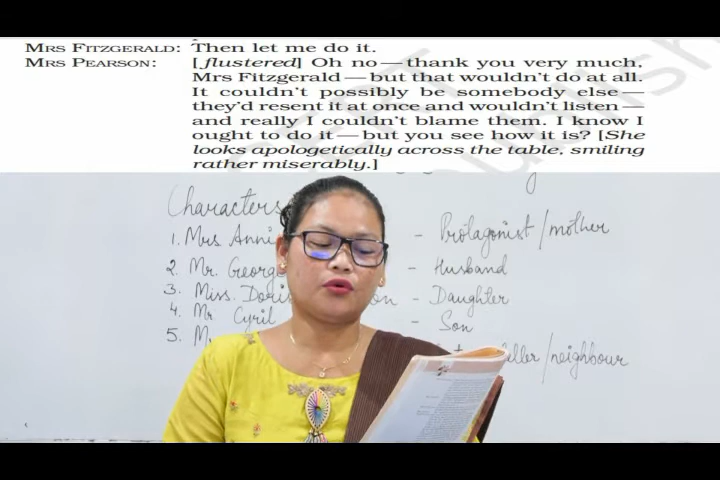 MRS FITZGERALD: Then let me do it.
MRS PEARSON: [flustered] Oh no — thank you very much,
Mrs Fitzgerald — but that wouldn't do at all.
It couldn't possibly be somebody else —
they'd resent it at once and wouldn't listen —
and really I couldn't blame them. I know I
ought to do it — but you see how it is? [She
looks apologetically across the table, smiling
rather miserably.]
Characters
1. Mrs Anni - Protagonist/mother
2. Mr. George - Husband
3. Miss. Doris - Daughter
4. Mr Cyril - Son
5. /neighbour